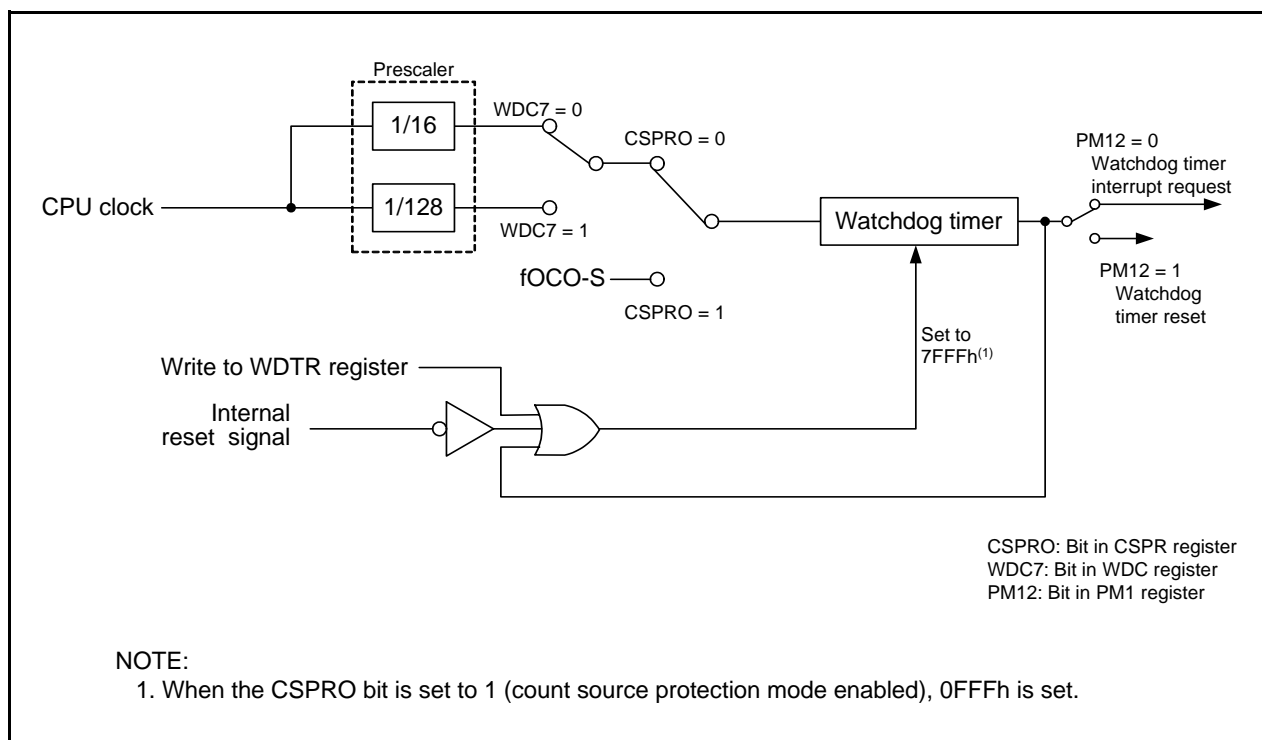 Prescaler
1/16
WDC7 = 0
CSPRO = 0
PM12 = 0
Watchdog timer
interrupt request
CPU clock
1/128
WDC7 = 1
Watchdog timer
fOCO-S
CSPRO = 1
PM12 = 1
Watchdog
timer reset
Set to
7FFFh(1)
Write to WDTR register
Internal
reset signal
CSPRO: Bit in CSPR register
WDC7: Bit in WDC register
PM12: Bit in PM1 register
NOTE:
1. When the CSPRO bit is set to 1 (count source protection mode enabled), 0FFFh is set.